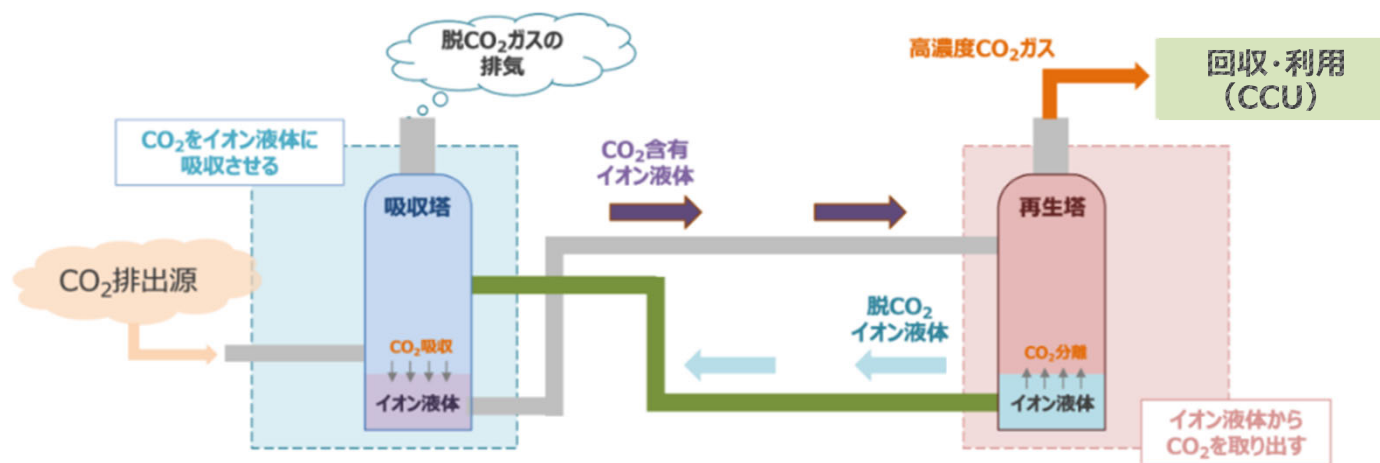 脱CO₂ガスの
排気
高濃度CO₂ガス
回収・利用
（CCU）
CO₂をイオン液体に
吸収させる
CO₂含有
イオン液体
吸収塔
再生塔
CO₂排出源
脱CO₂
イオン液体
CO₂吸収
イオン液体
CO₂分離
イオン液体
イオン液体から
CO₂を取り出す